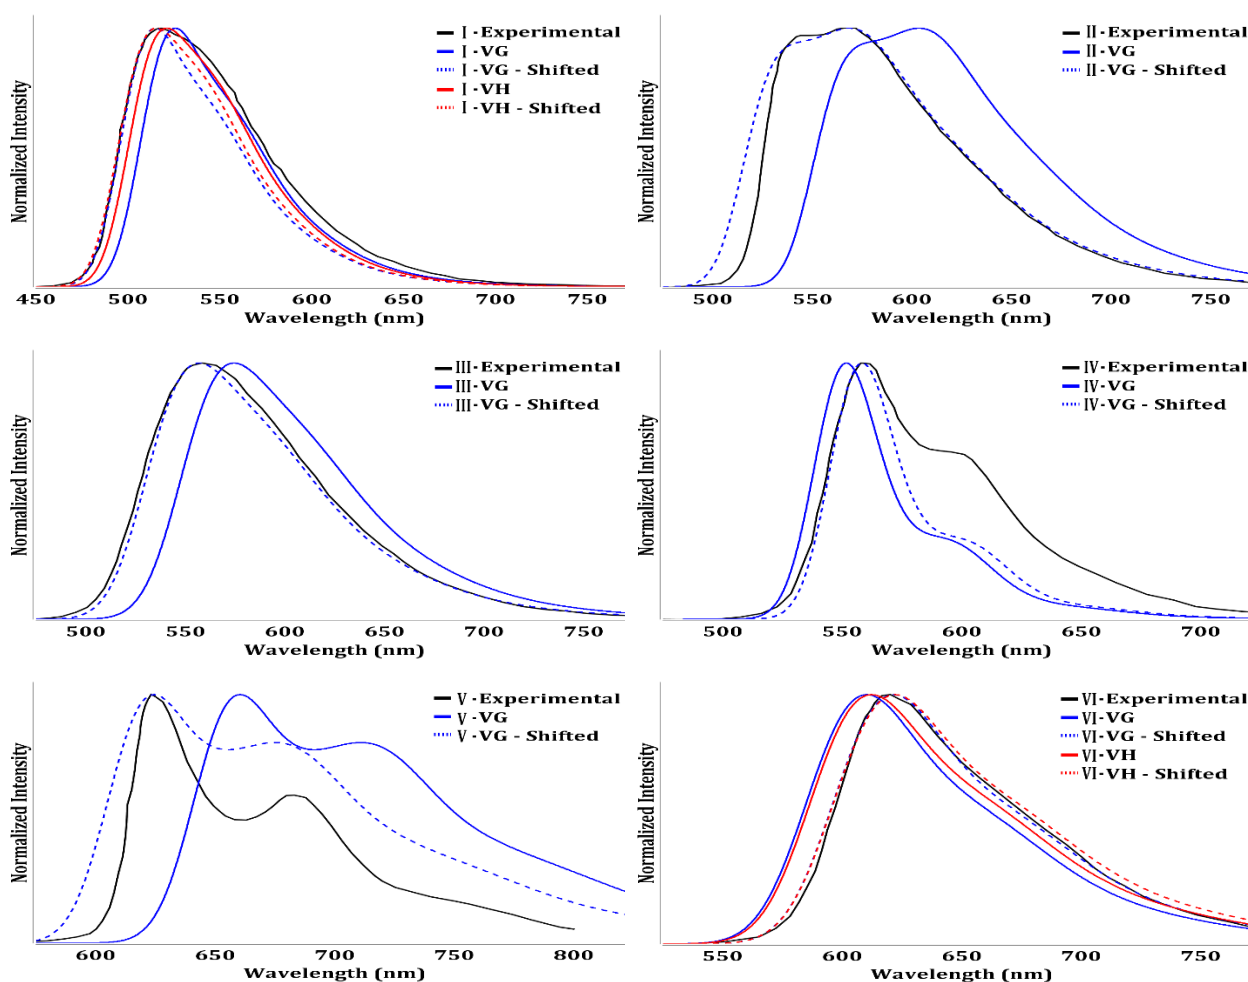 I-Experimental
I-VG
I-VG - Shifted
I-VH
I-VH - Shifted
Normalized Intensity
450 500 550 600 650 700 750
Wavelength (nm)
II-Experimental
II-VG
II-VG - Shifted
Normalized Intensity
500 550 600 650 700 750
Wavelength (nm)
III-Experimental
III-VG
III-VG - Shifted
Normalized Intensity
500 550 600 650 700 750
Wavelength (nm)
IV-Experimental
IV-VG
IV-VG - Shifted
Normalized Intensity
500 550 600 650 700
Wavelength (nm)
V-Experimental
V-VG
V-VG - Shifted
Normalized Intensity
600 650 700 750 800
Wavelength (nm)
VI-Experimental
VI-VG
VI-VG - Shifted
VI-VH
VI-VH - Shifted
Normalized Intensity
550 600 650 700 750
Wavelength (nm)